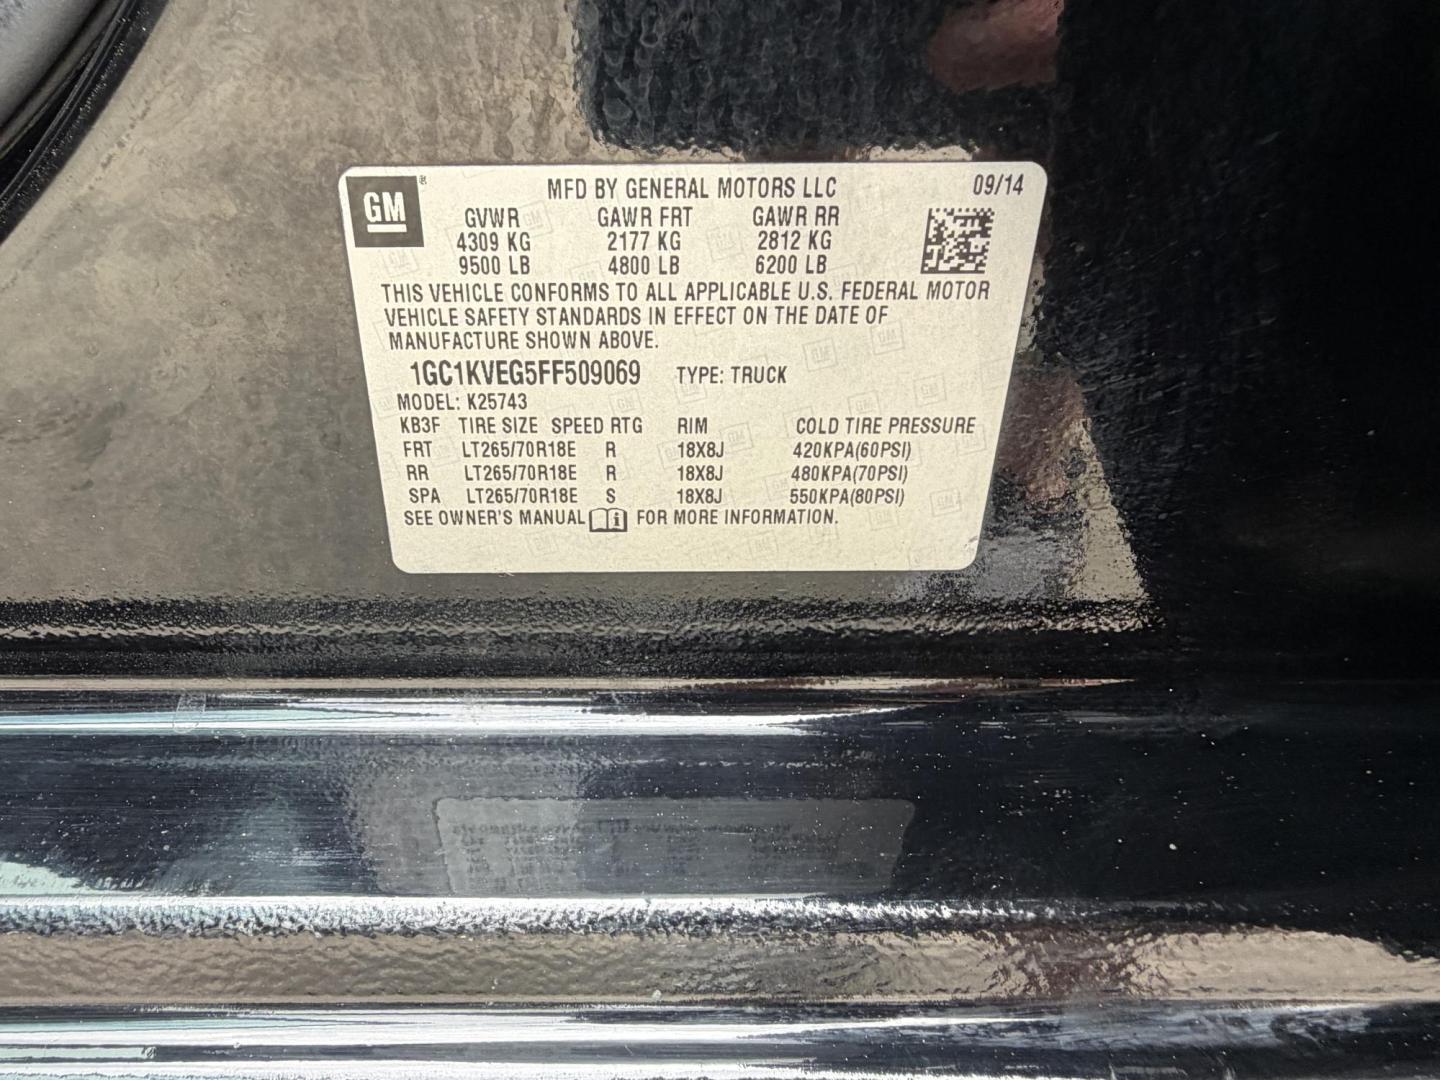 GM ®
MFD BY GENERAL MOTORS LLC 09/14
GVWR GAWR FRT GAWR RR
4309 KG 2177 KG 2812 KG
9500 LB 4800 LB 6200 LB
THIS VEHICLE CONFORMS TO ALL APPLICABLE U.S. FEDERAL MOTOR
VEHICLE SAFETY STANDARDS IN EFFECT ON THE DATE OF
MANUFACTURE SHOWN ABOVE.
1GC1KVEG5FF509069 TYPE: TRUCK
MODEL: K25743
KB3F TIRE SIZE SPEED RTG RIM COLD TIRE PRESSURE
FRT LT265/70R18E R 18X8J 420KPA(60PSI)
RR LT265/70R18E R 18X8J 480KPA(70PSI)
SPA LT265/70R18E S 18X8J 550KPA(80PSI)
SEE OWNER'S MANUAL i FOR MORE INFORMATION.